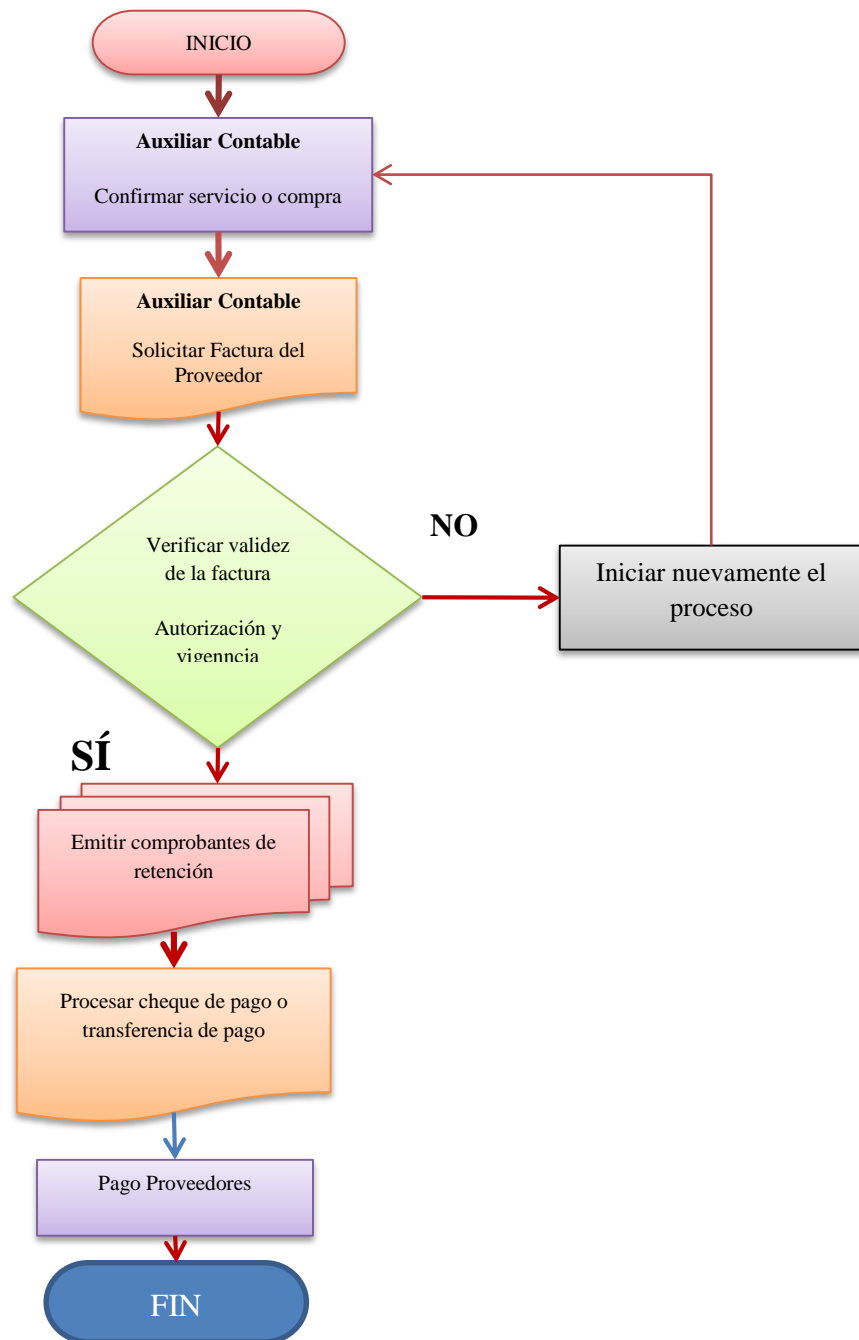 INICIO
Auxiliar Contable
Confirmar servicio o compra
Auxiliar Contable
Solicitar Factura del
Proveedor
Verificar validez
de la factura
Autorización y
vigenncia
NO
Iniciar nuevamente el
proceso
SÍ
Emitir comprobantes de
retención
Procesar cheque de pago o
transferencia de pago
Pago Proveedores
FIN